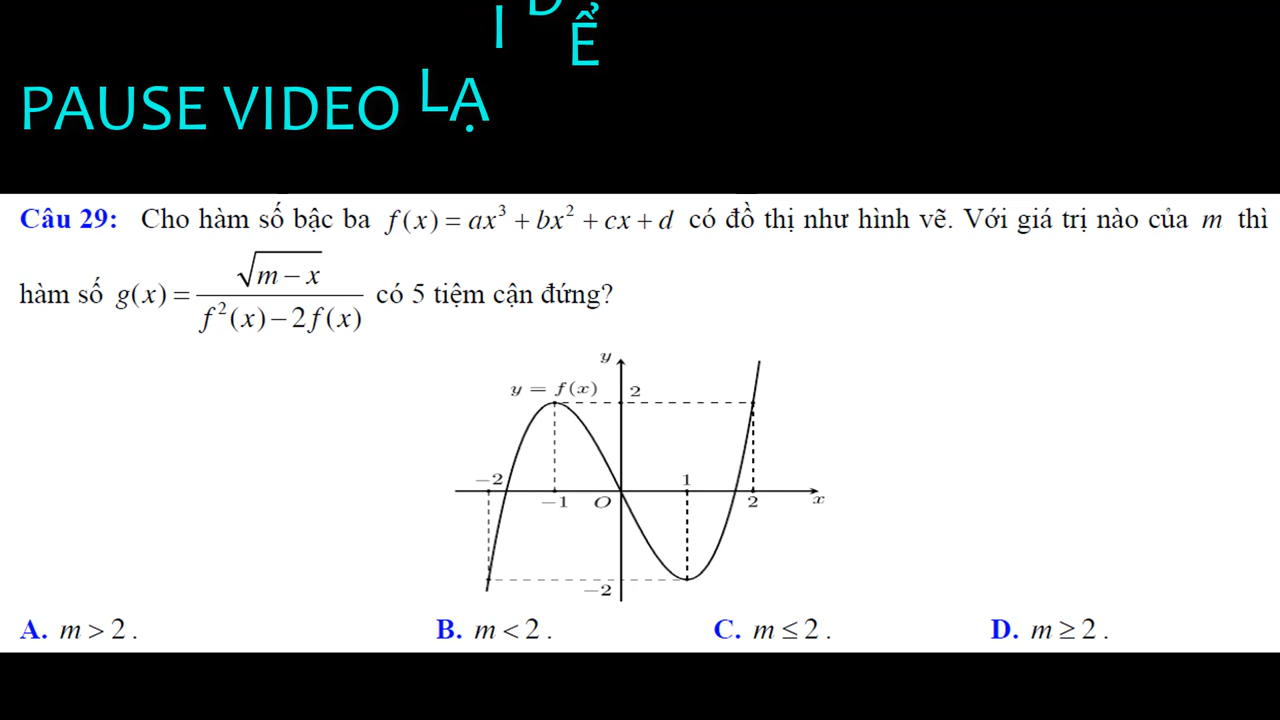 I Đ Ể
PAUSE VIDEO LẠ
Câu 29: Cho hàm số bậc ba f(x) = ax³ + bx² + cx + d có đồ thị như hình vẽ. Với giá trị nào của m thì
hàm số g(x) = √(m − x) / (f²(x) − 2f(x)) có 5 tiệm cận đứng?
y
y = f(x) 2
−2 1
−1 O 2 x
−2
A. m > 2 . B. m < 2 . C. m ≤ 2 . D. m ≥ 2 .